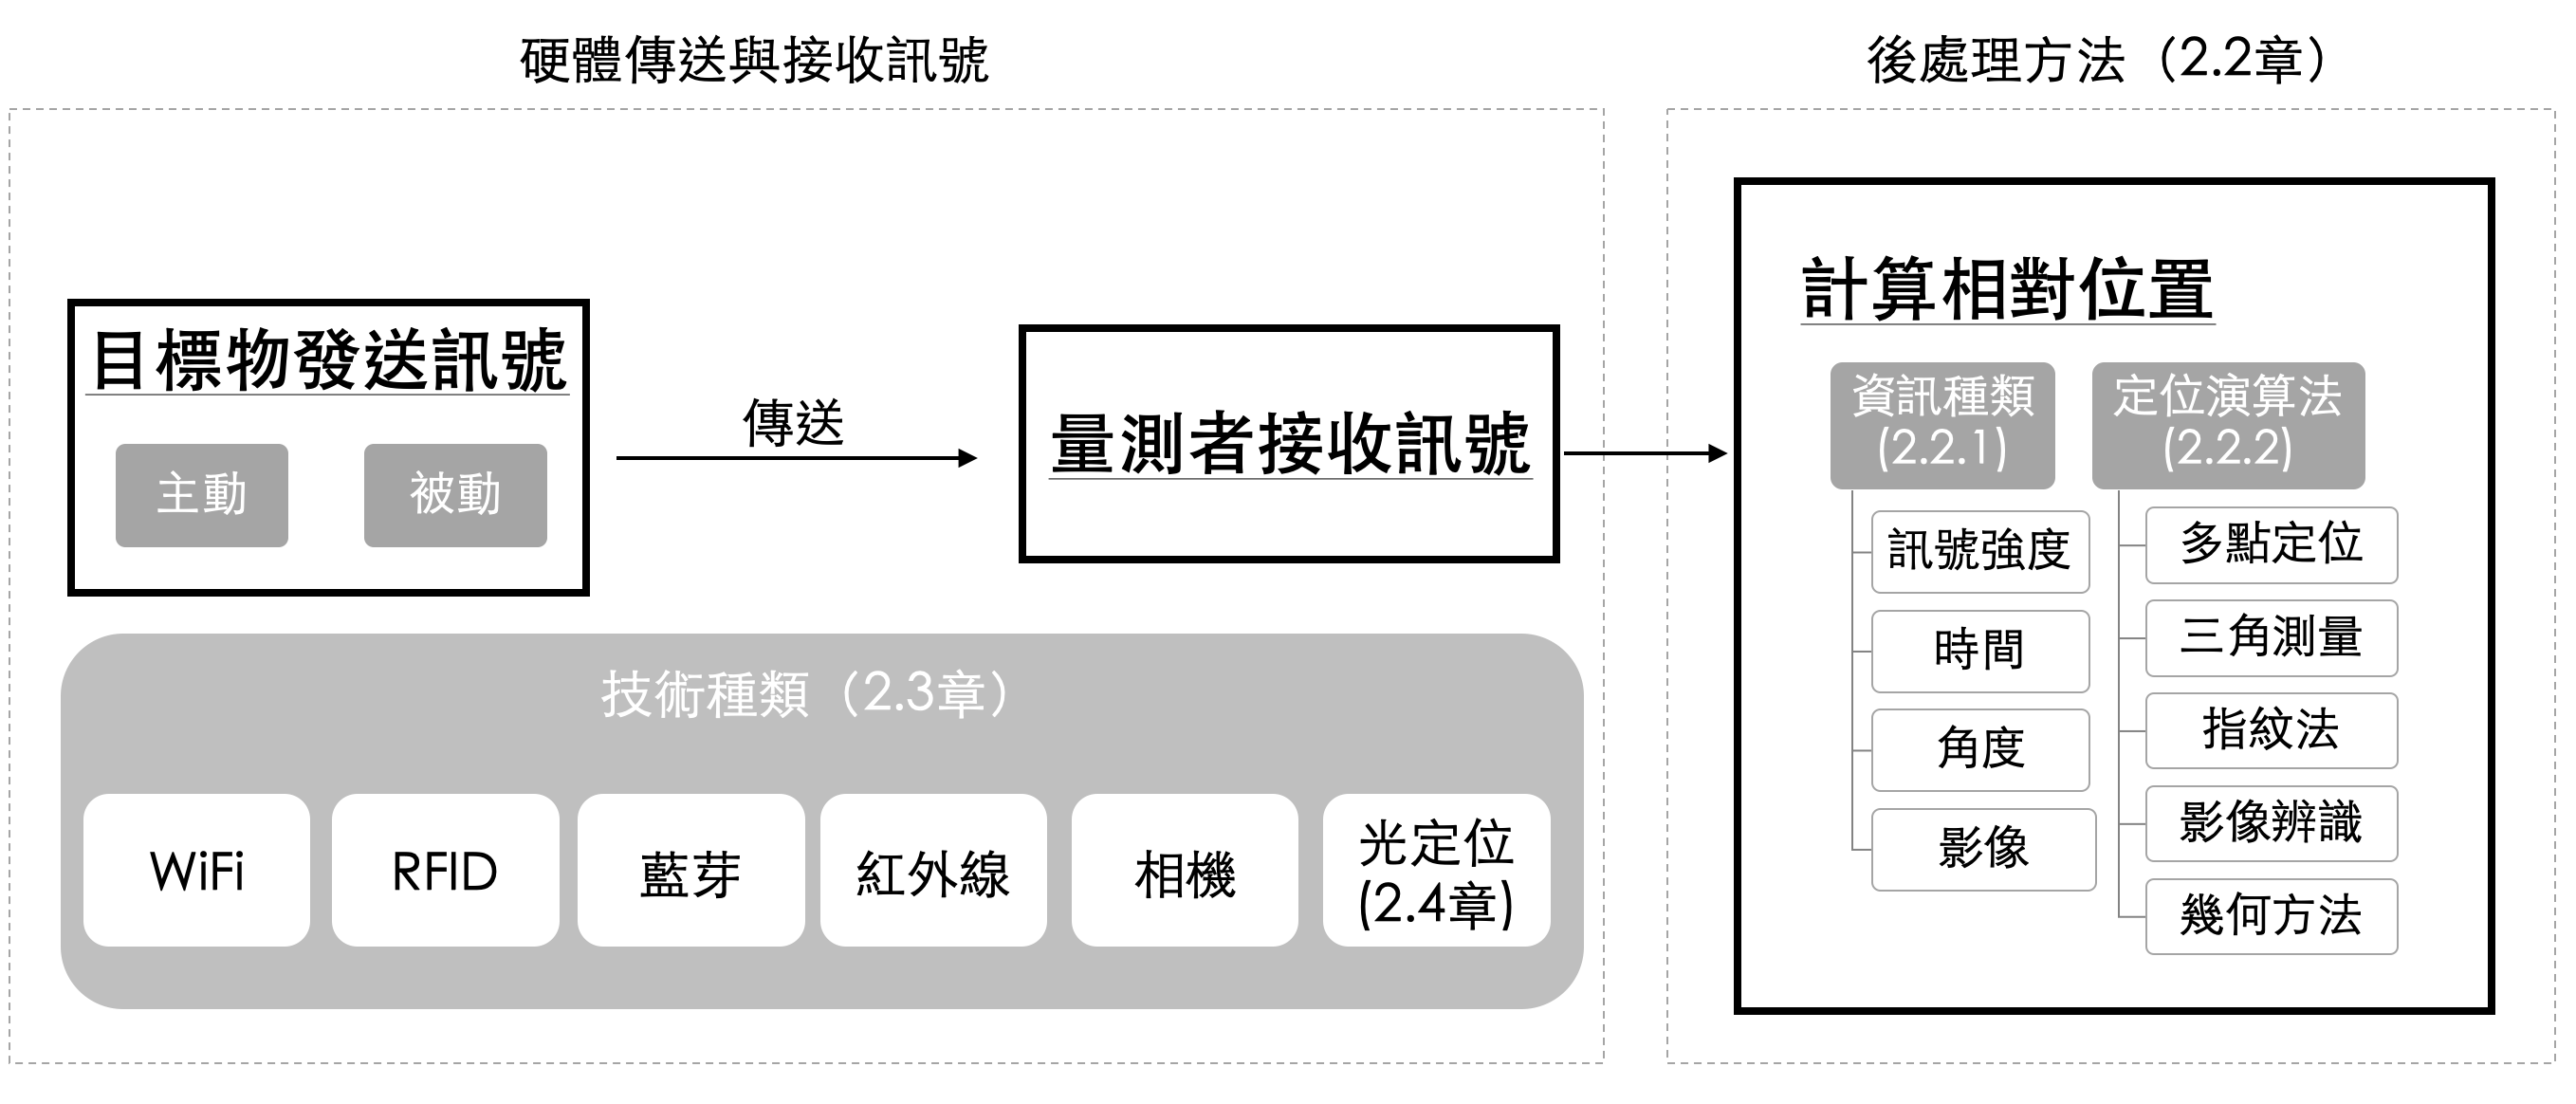 硬體傳送與接收訊號
後處理方法（2.2章）
目標物發送訊號
主動
被動
傳送
量測者接收訊號
技術種類（2.3章）
WiFi
RFID
藍芽
紅外線
相機
光定位
(2.4章)
計算相對位置
資訊種類
(2.2.1)
訊號強度
時間
角度
影像
定位演算法
(2.2.2)
多點定位
三角測量
指紋法
影像辨識
幾何方法